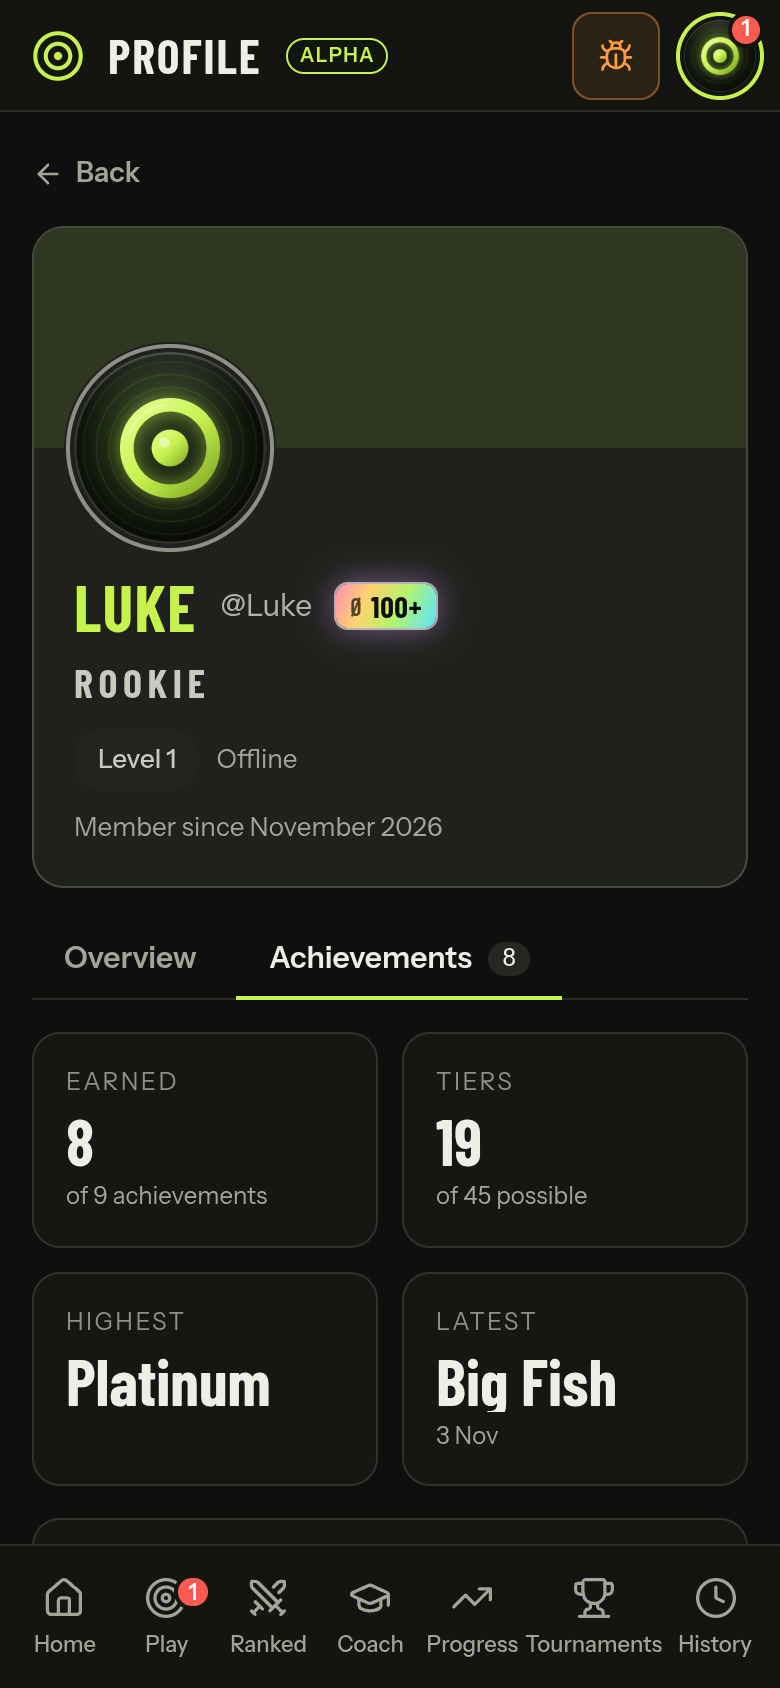 PROFILE ALPHA 1
Back
LUKE @Luke Ø 100+
ROOKIE
Level 1 Offline
Member since November 2026
Overview Achievements 8
EARNED
8
of 9 achievements
TIERS
19
of 45 possible
HIGHEST
Platinum
LATEST
Big Fish
3 Nov
1
Home Play Ranked Coach Progress Tournaments History